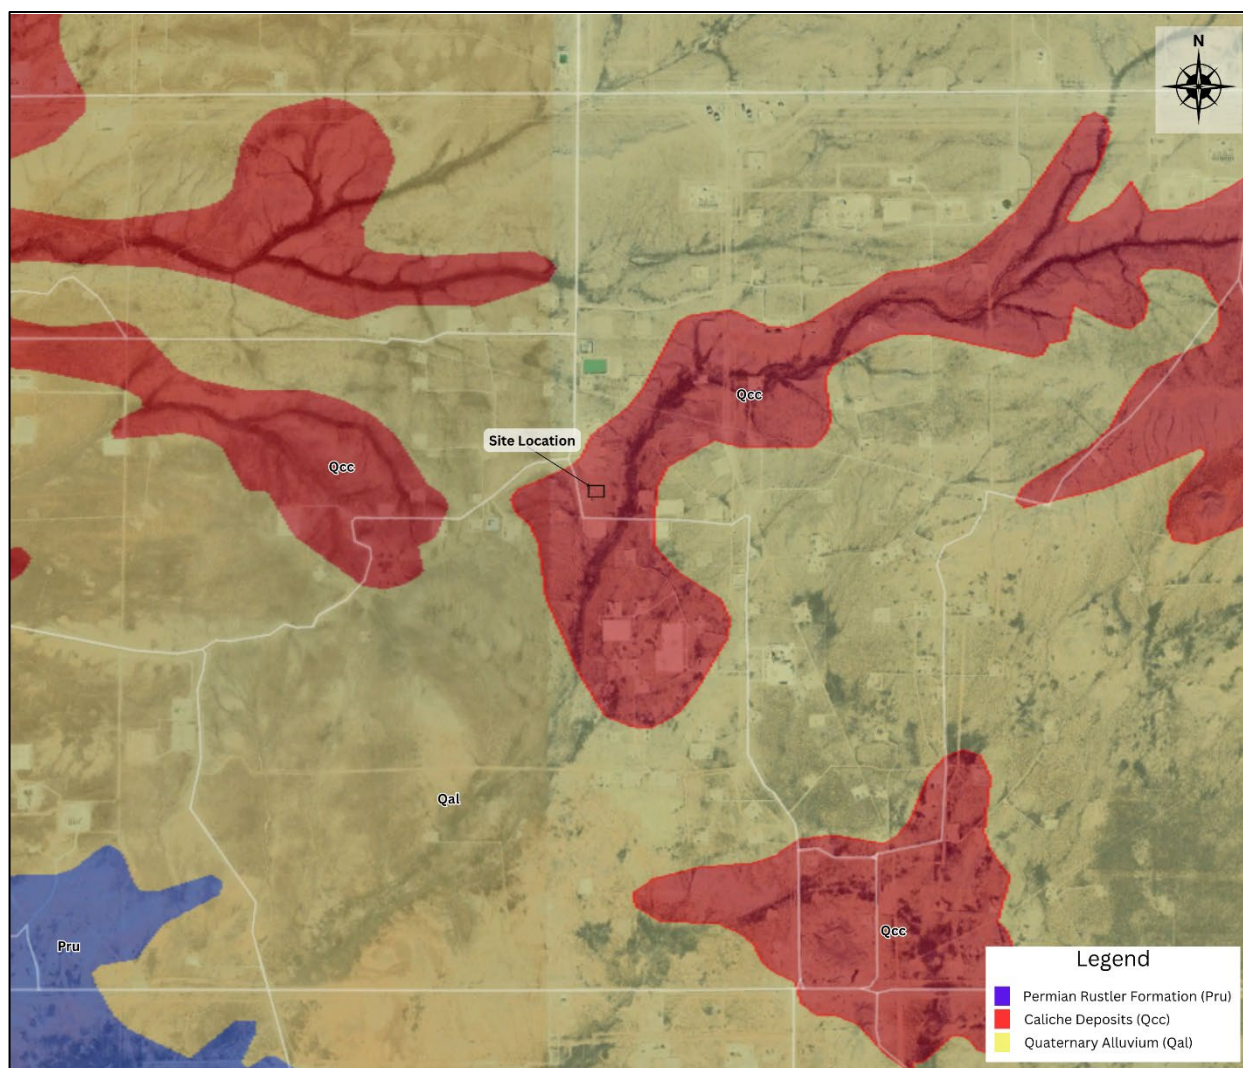 N
Qcc
Site Location
Qcc
Qal
Pru
Qcc
Legend
Permian Rustler Formation (Pru)
Caliche Deposits (Qcc)
Quaternary Alluvium (Qal)